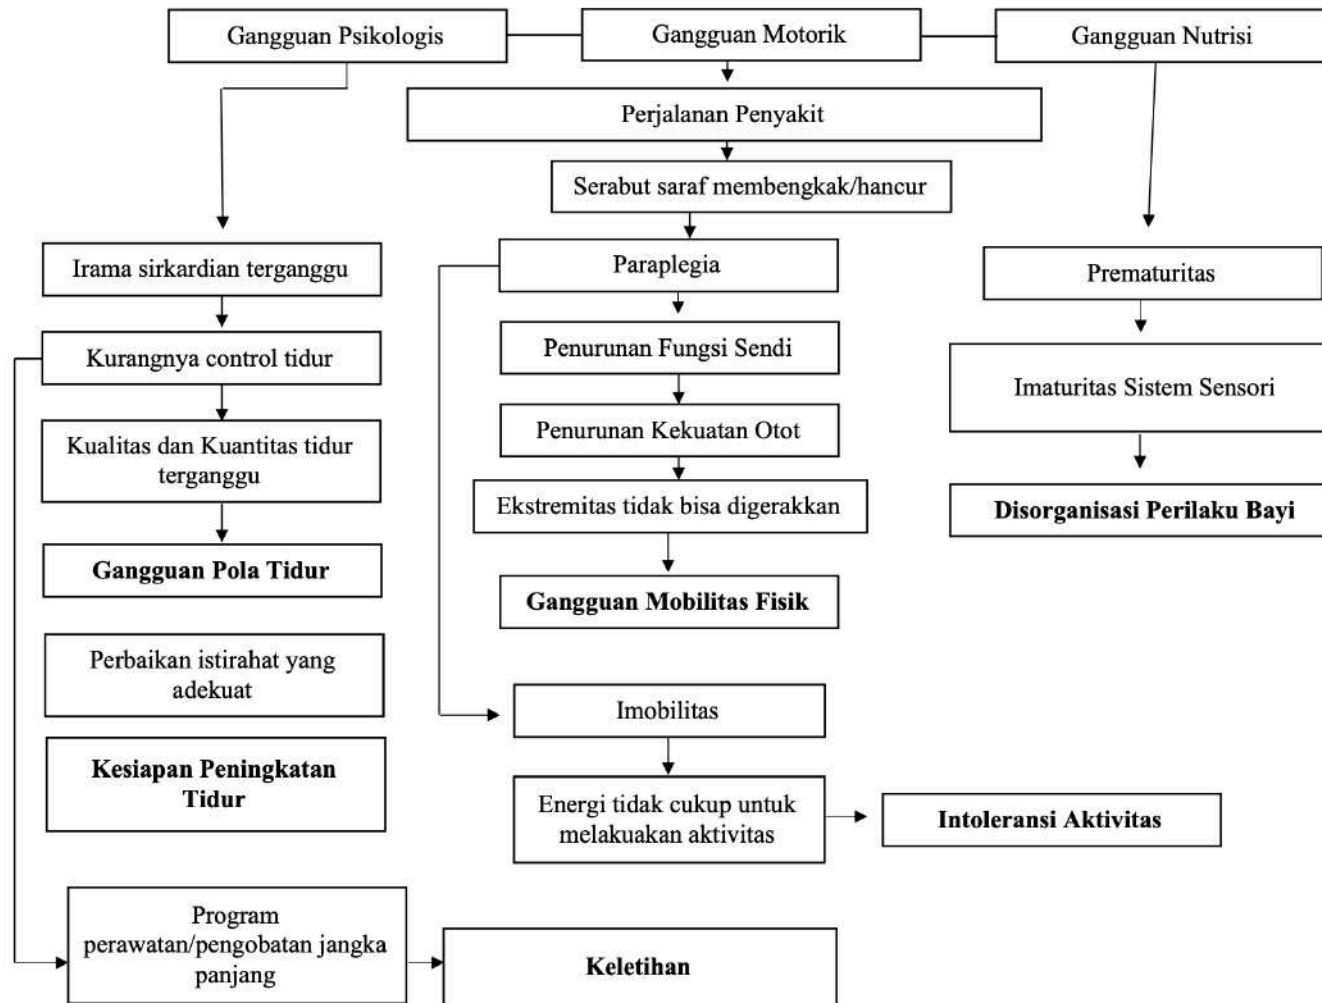 Gangguan Psikologis
Gangguan Motorik
Gangguan Nutrisi
Perjalanan Penyakit
Serabut saraf membengkak/hancur
Irama sirkardian terganggu
Paraplegia
Prematuritas
Kurangnya control tidur
Penurunan Fungsi Sendi
Imaturitas Sistem Sensori
Kualitas dan Kuantitas tidur
terganggu
Penurunan Kekuatan Otot
Ekstremitas tidak bisa digerakkan
Disorganisasi Perilaku Bayi
Gangguan Pola Tidur
Gangguan Mobilitas Fisik
Perbaikan istirahat yang
adekuat
Imobilitas
Kesiapan Peningkatan
Tidur
Energi tidak cukup untuk
melakuakan aktivitas
Intoleransi Aktivitas
Program
perawatan/pengobatan jangka
panjang
Keletihan